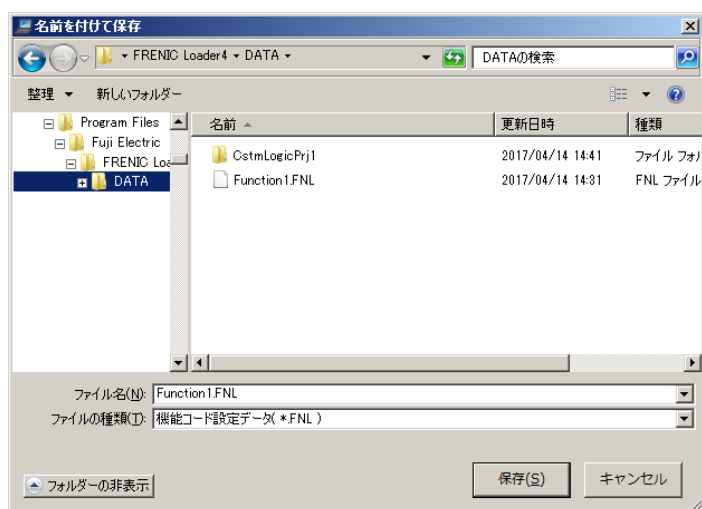 名前を付けて保存
▾ FRENIC Loader4 ▾ DATA ▾
DATAの検索
整理 ▼ 新しいフォルダー
Program Files
Fuji Electric
FRENIC Loa
DATA
名前 更新日時 種類
CstmLogicPrj1 2017/04/14 14:41 ファイル フォ
Function1.FNL 2017/04/14 14:31 FNL ファイル
ファイル名(N): Function1.FNL
ファイルの種類(T): 機能コード設定データ( *.FNL )
フォルダーの非表示
保存(S) キャンセル